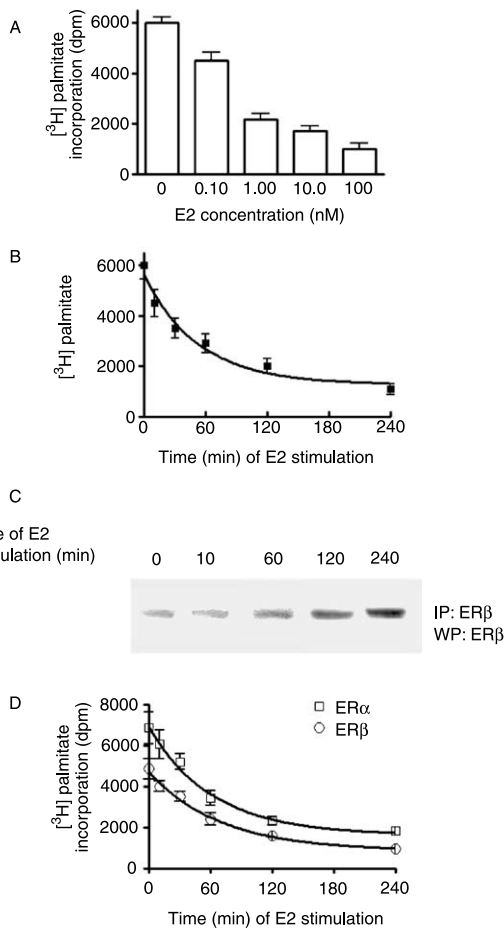 A
[³H] palmitate
incorporation (dpm)
6000
4000
2000
0
0 0.10 1.00 10.0 100
E2 concentration (nM)
B
[³H] palmitate
6000
4000
2000
0
0 60 120 180 240
Time (min) of E2 stimulation
C
e of E2
ulation (min) 0 10 60 120 240
IP: ERβ
WP: ERβ
D
[³H] palmitate
incorporation (dpm)
8000
6000
4000
2000
0
ERα
ERβ
0 60 120 180 240
Time (min) of E2 stimulation